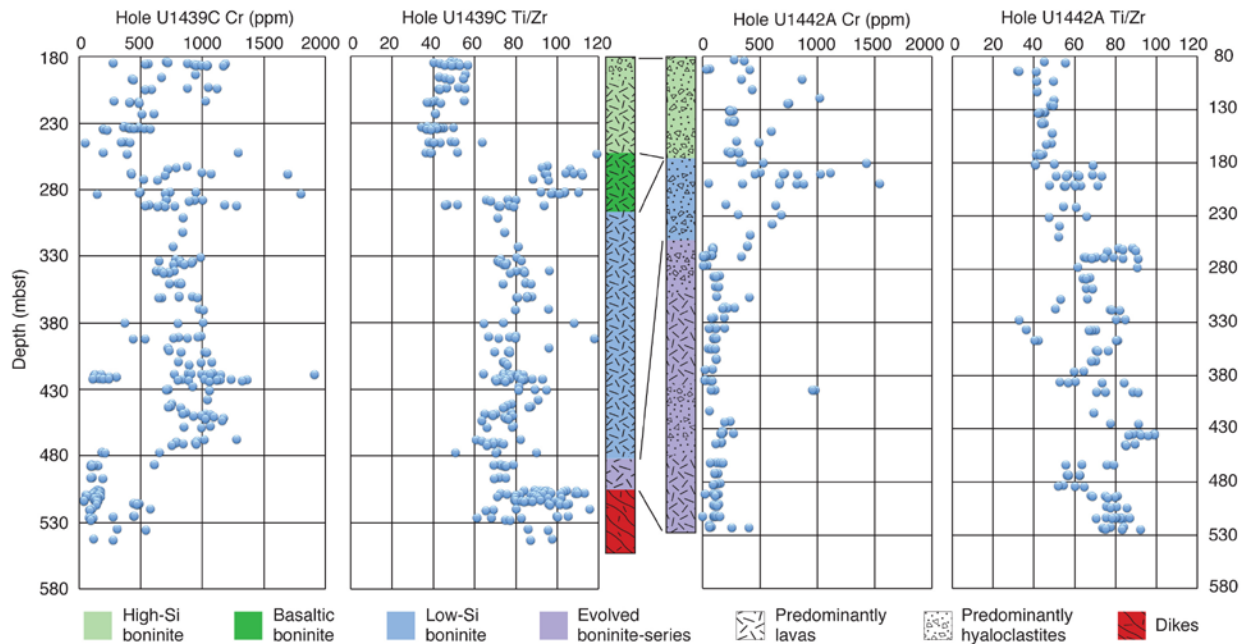 Hole U1439C Cr (ppm)
0 500 1000 1500 2000
Hole U1439C Ti/Zr
0 20 40 60 80 100 120
Hole U1442A Cr (ppm)
0 500 1000 1500 2000
Hole U1442A Ti/Zr
0 20 40 60 80 100 120
Depth (mbsf)
180
230
280
330
380
430
480
530
580
80
130
180
230
280
330
380
430
480
530
580
High-Si
boninite
Basaltic
boninite
Low-Si
boninite
Evolved
boninite-series
Predominantly
lavas
Predominantly
hyaloclastites
Dikes